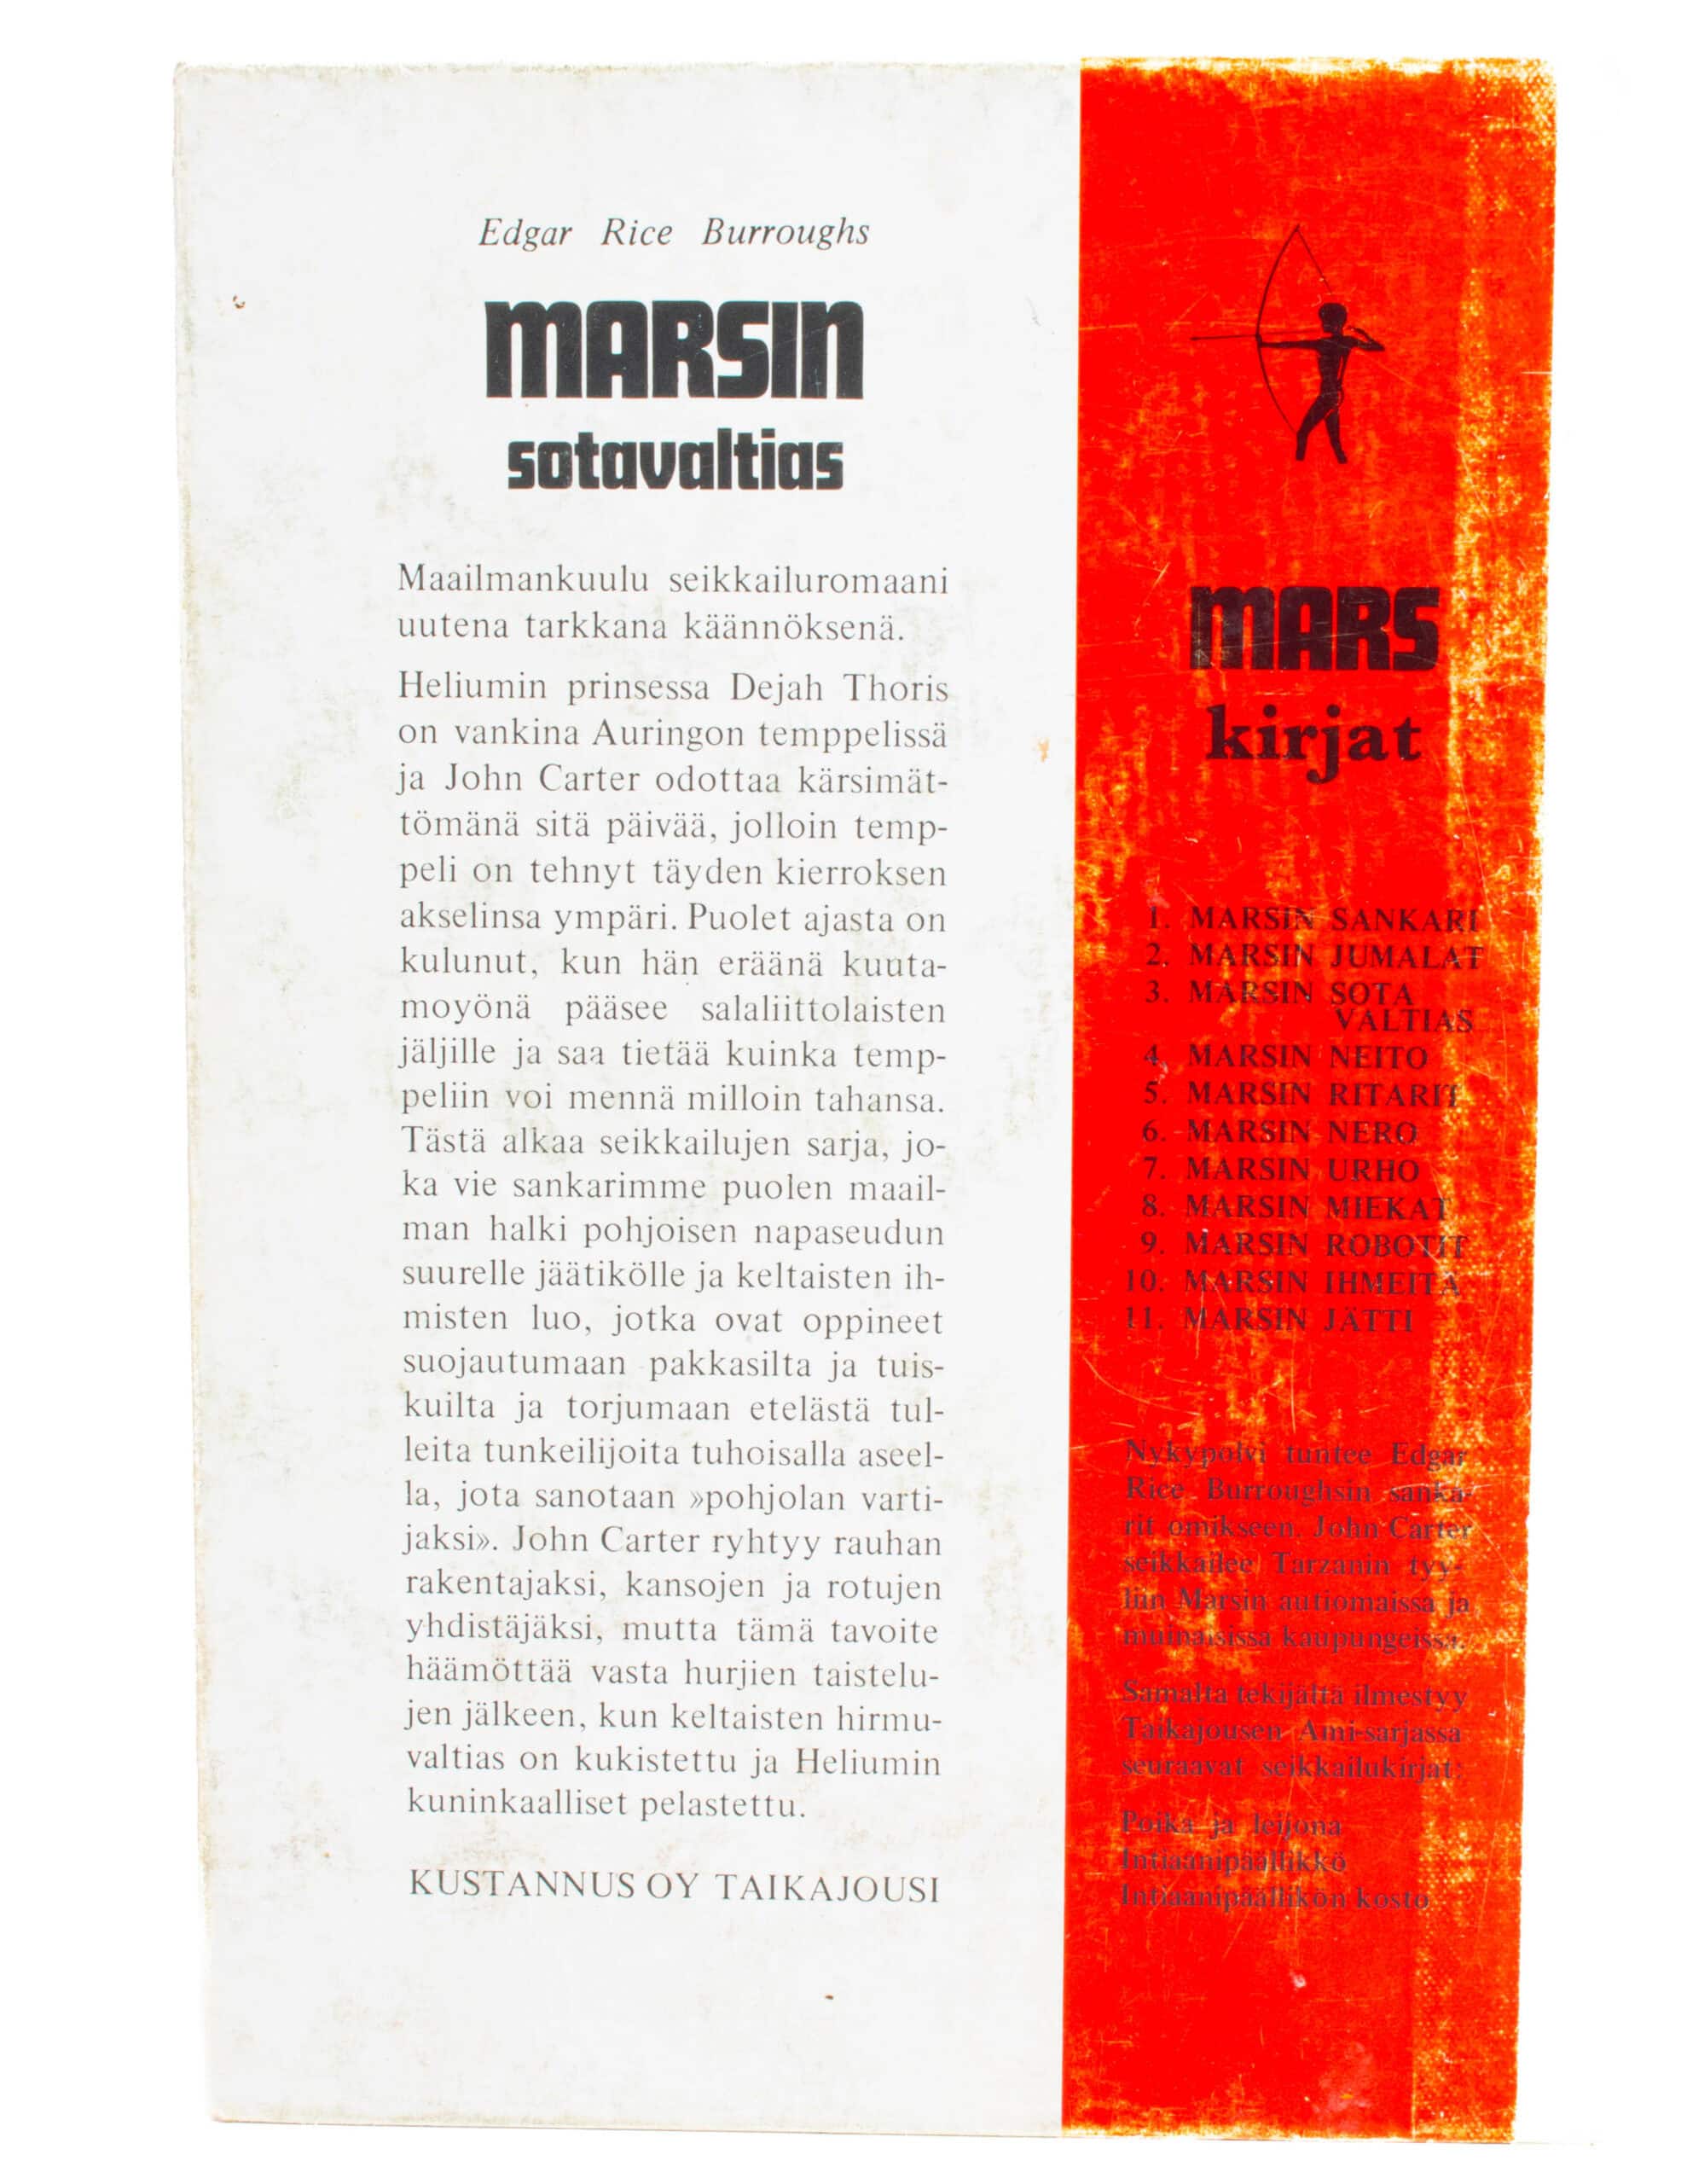 Edgar Rice Burroughs
MARSIN
sotavaltias
Maailmankuulu seikkailuromaani
uutena tarkkana käännöksenä.
Heliumin prinsessa Dejah Thoris
on vankina Auringon temppelissä
ja John Carter odottaa kärsimät-
tömänä sitä päivää, jolloin temp-
peli on tehnyt täyden kierroksen
akselinsa ympäri. Puolet ajasta on
kulunut, kun hän eräänä kuuta-
moyönä pääsee salaliittolaisten
jäljille ja saa tietää kuinka temp-
peliin voi mennä milloin tahansa.
Tästä alkaa seikkailujen sarja, jo-
ka vie sankarimme puolen maail-
man halki pohjoisen napaseudun
suurelle jäätikölle ja keltaisten ih-
misten luo, jotka ovat oppineet
suojautumaan pakkasilta ja tuis-
kuilta ja torjumaan etelästä tul-
leita tunkeilijoita tuhoisalla aseel-
la, jota sanotaan »pohjolan varti-
jaksi». John Carter ryhtyy rauhan
rakentajaksi, kansojen ja rotujen
yhdistäjäksi, mutta tämä tavoite
häämöttää vasta hurjien taistelu-
jen jälkeen, kun keltaisten hirmu-
valtias on kukistettu ja Heliumin
kuninkaalliset pelastettu.
KUSTANNUS OY TAIKAJOUSI
MARS
kirjat
1. MARSIN SANKARI
2. MARSIN JUMALAT
3. MARSIN SOTA
VALTIAS
4. MARSIN NEITO
5. MARSIN RITARIT
6. MARSIN NERO
7. MARSIN URHO
8. MARSIN MIEKAT
9. MARSIN ROBOTIT
10. MARSIN IHMEITÄ
11. MARSIN JÄTTI
Nykypolvi tuntee Edgar
Rice Burroughsin sanka-
rit omikseen. John Carter
seikkailee Tarzanin tyy-
liin Marsin autiomaissa ja
muinaisissa kaupungeissa.
Samalta tekijältä ilmestyy
Taikajousen Ami-sarjassa
seuraavat seikkailukirjat:
Poika ja leijona
Intiaanipäällikkö
Intiaanipäällikön kosto